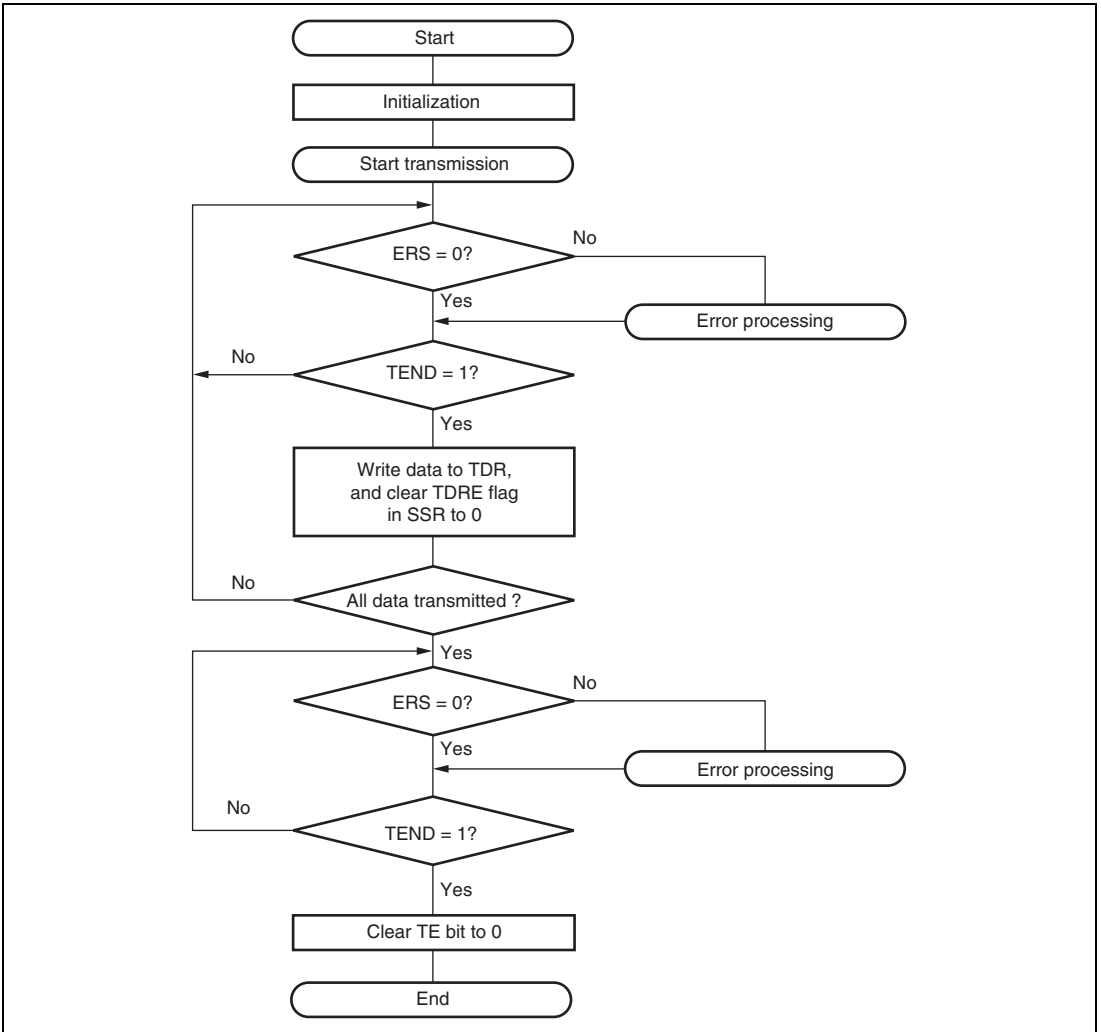 Start
Initialization
Start transmission
No
ERS = 0?
Yes
Error processing
No
TEND = 1?
Yes
Write data to TDR,
and clear TDRE flag
in SSR to 0
No
All data transmitted ?
Yes
No
ERS = 0?
Yes
Error processing
No
TEND = 1?
Yes
Clear TE bit to 0
End